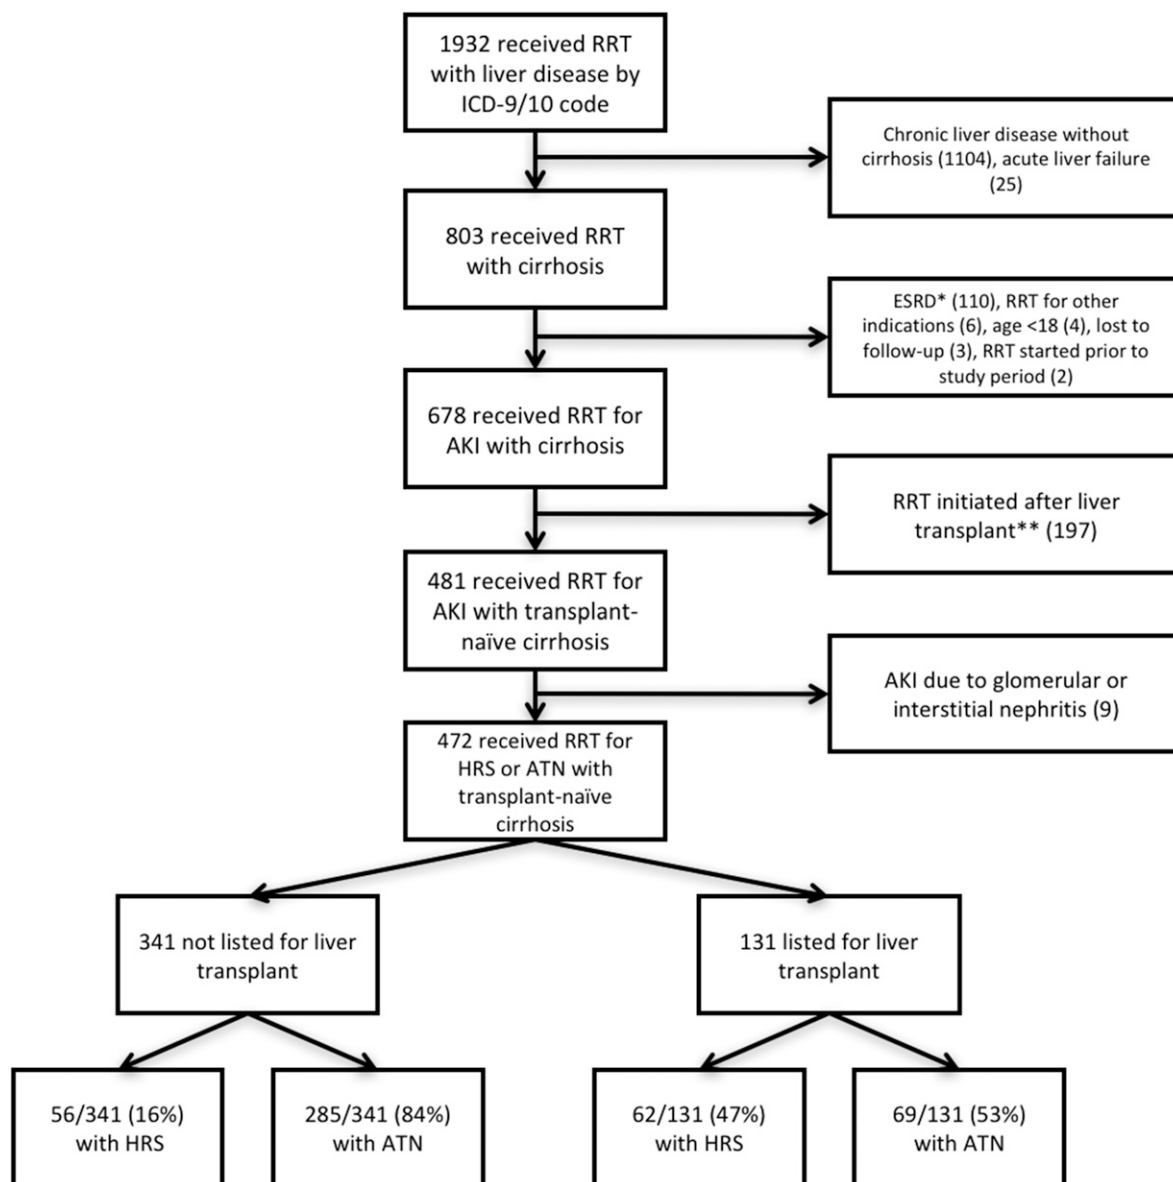 1932 received RRT
with liver disease by
ICD-9/10 code
Chronic liver disease without
cirrhosis (1104), acute liver failure
(25)
803 received RRT
with cirrhosis
ESRD* (110), RRT for other
indications (6), age <18 (4), lost to
follow-up (3), RRT started prior to
study period (2)
678 received RRT for
AKI with cirrhosis
RRT initiated after liver
transplant** (197)
481 received RRT for
AKI with transplant-
naïve cirrhosis
AKI due to glomerular or
interstitial nephritis (9)
472 received RRT for
HRS or ATN with
transplant-naïve
cirrhosis
341 not listed for liver
transplant
131 listed for liver
transplant
56/341 (16%)
with HRS
285/341 (84%)
with ATN
62/131 (47%)
with HRS
69/131 (53%)
with ATN